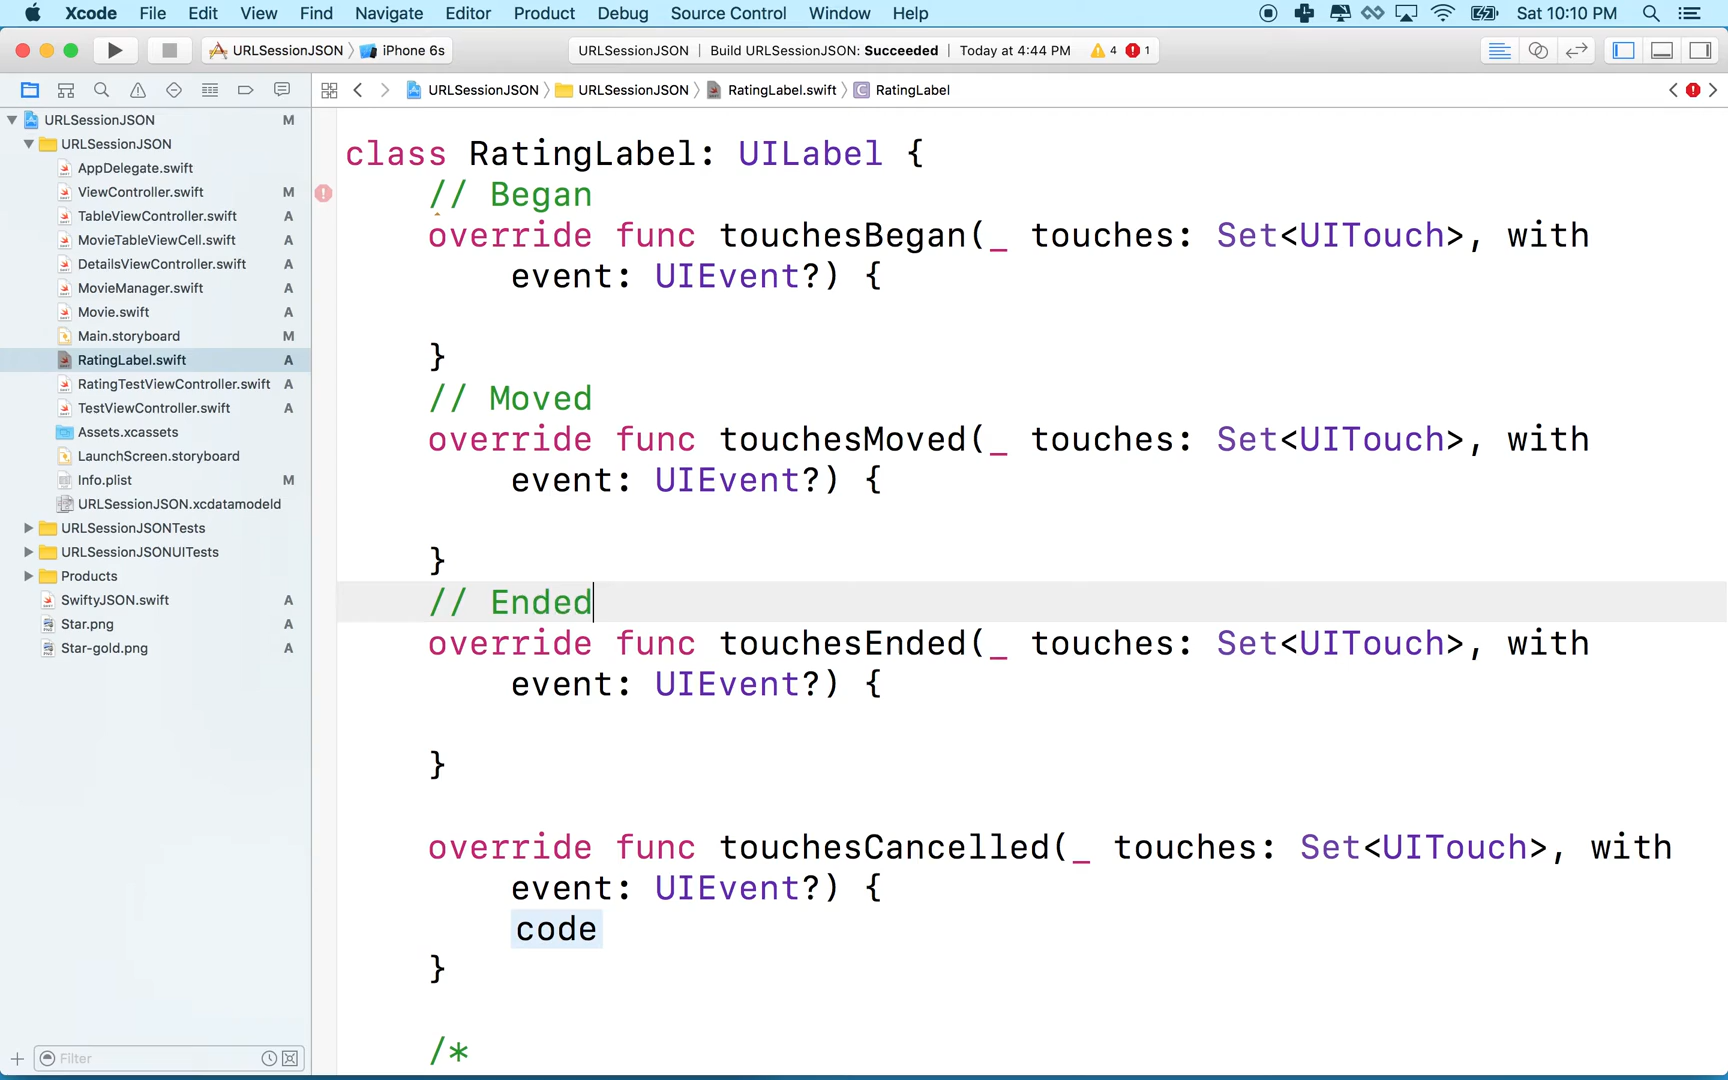 Xcode File Edit View Find Navigate Editor Product Debug Source Control Window Help Sat 10:10 PM
URLSessionJSON iPhone 6s URLSessionJSON Build URLSessionJSON: Succeeded Today at 4:44 PM 4 1
URLSessionJSON URLSessionJSON RatingLabel.swift C RatingLabel
URLSessionJSON M
URLSessionJSON
AppDelegate.swift
ViewController.swift M
TableViewController.swift A
MovieTableViewCell.swift A
DetailsViewController.swift A
MovieManager.swift A
Movie.swift A
Main.storyboard M
RatingLabel.swift A
RatingTestViewController.swift A
TestViewController.swift A
Assets.xcassets
LaunchScreen.storyboard
Info.plist M
URLSessionJSON.xcdatamodeld
URLSessionJSONTests
URLSessionJSONUITests
Products
SwiftyJSON.swift A
Star.png A
Star-gold.png A
Filter
class RatingLabel: UILabel {
// Began
override func touchesBegan(_ touches: Set<UITouch>, with
event: UIEvent?) {
}
// Moved
override func touchesMoved(_ touches: Set<UITouch>, with
event: UIEvent?) {
}
// Ended
override func touchesEnded(_ touches: Set<UITouch>, with
event: UIEvent?) {
}
override func touchesCancelled(_ touches: Set<UITouch>, with
event: UIEvent?) {
code
}
/*